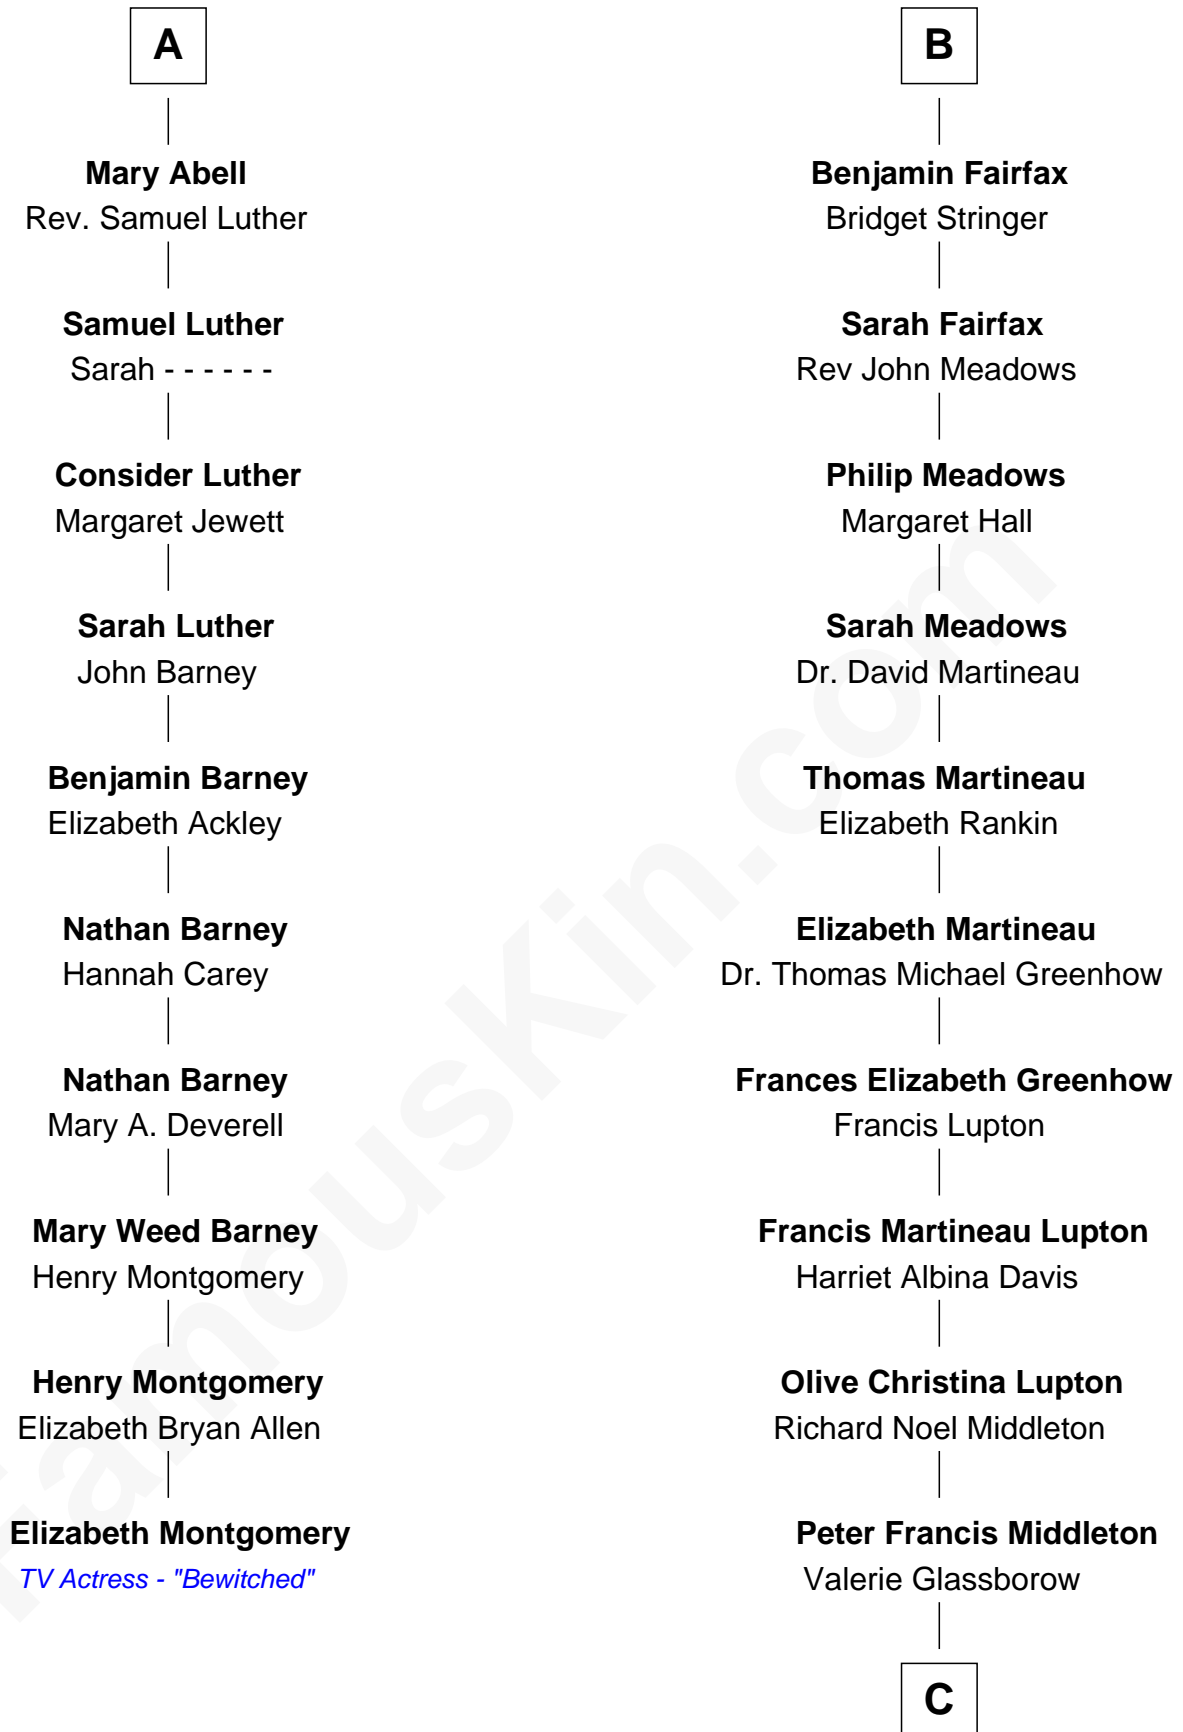 A
Mary Abell
Rev. Samuel Luther
Samuel Luther
Sarah - - - - - -
Consider Luther
Margaret Jewett
Sarah Luther
John Barney
Benjamin Barney
Elizabeth Ackley
Nathan Barney
Hannah Carey
Nathan Barney
Mary A. Deverell
Mary Weed Barney
Henry Montgomery
Henry Montgomery
Elizabeth Bryan Allen
Elizabeth Montgomery
TV Actress - "Bewitched"
B
Benjamin Fairfax
Bridget Stringer
Sarah Fairfax
Rev John Meadows
Philip Meadows
Margaret Hall
Sarah Meadows
Dr. David Martineau
Thomas Martineau
Elizabeth Rankin
Elizabeth Martineau
Dr. Thomas Michael Greenhow
Frances Elizabeth Greenhow
Francis Lupton
Francis Martineau Lupton
Harriet Albina Davis
Olive Christina Lupton
Richard Noel Middleton
Peter Francis Middleton
Valerie Glassborow
C
FamousKin.com